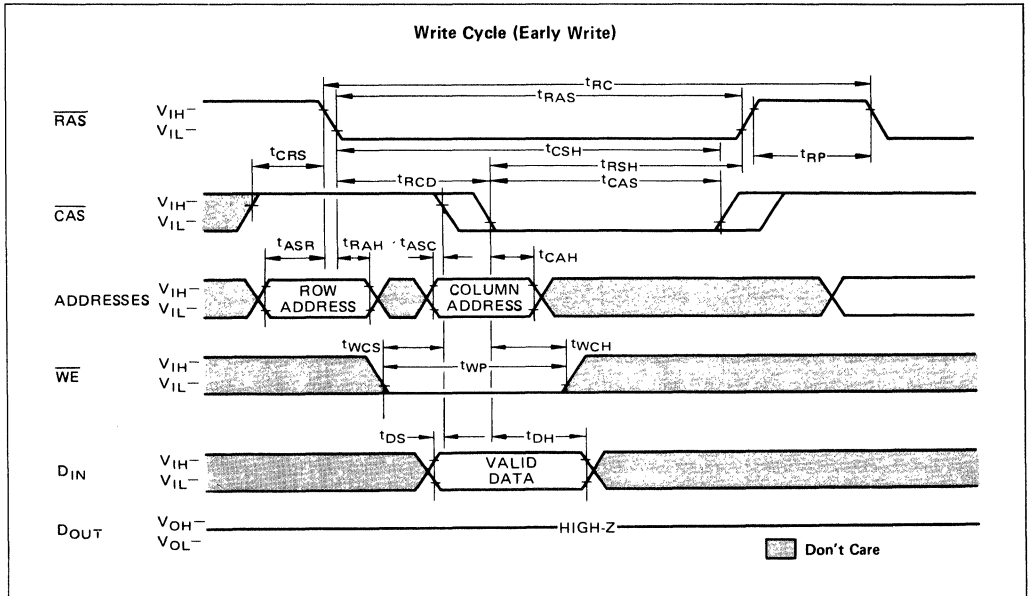 Write Cycle (Early Write)
tRC
tRAS
RAS
VIH–
VIL–
tCRS
tCSH
tRSH
tRP
tRCD
tCAS
CAS
VIH–
VIL–
tASR
tRAH
tASC
tCAH
ADDRESSES
VIH–
VIL–
ROW
ADDRESS
COLUMN
ADDRESS
tWCS
tWCH
tWP
WE
VIH–
VIL–
tDS
tDH
DIN
VIH–
VIL–
VALID
DATA
DOUT
VOH–
VOL–
HIGH-Z
Don't Care